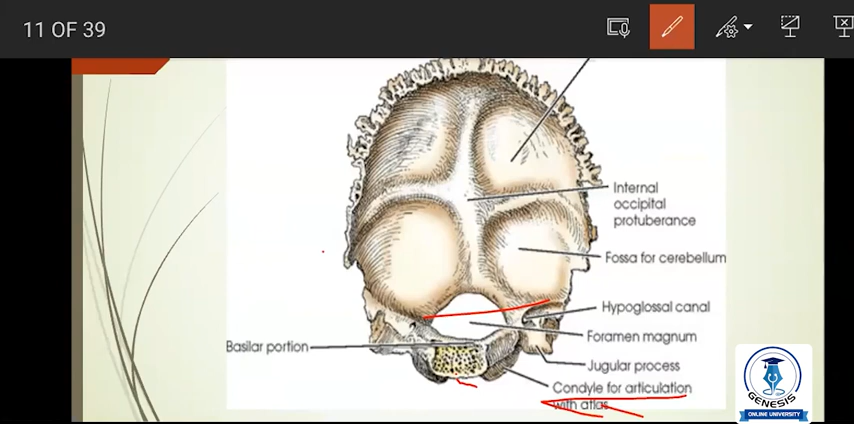 11 OF 39
Internal
occipital
protuberance
Fossa for cerebellum
Hypoglossal canal
Foramen magnum
Basilar portion
Jugular process
Condyle for articulation
with atlas
GENESIS
ONLINE UNIVERSITY